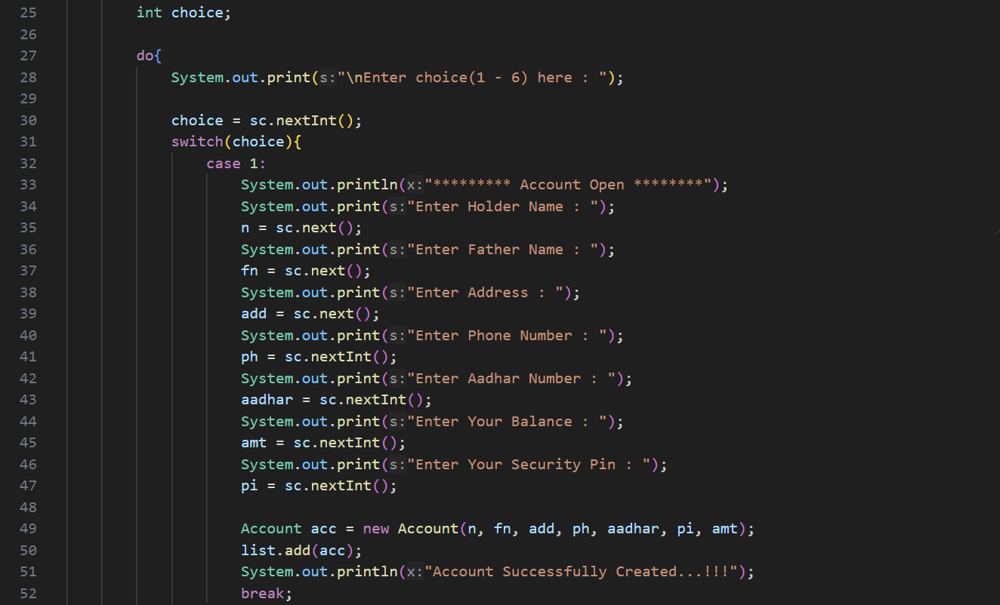 25 int choice;
26
27 do{
28 System.out.print(s:"\nEnter choice(1 - 6) here : ");
29
30 choice = sc.nextInt();
31 switch(choice){
32 case 1:
33 System.out.println(x:"********* Account Open ********");
34 System.out.print(s:"Enter Holder Name : ");
35 n = sc.next();
36 System.out.print(s:"Enter Father Name : ");
37 fn = sc.next();
38 System.out.print(s:"Enter Address : ");
39 add = sc.next();
40 System.out.print(s:"Enter Phone Number : ");
41 ph = sc.nextInt();
42 System.out.print(s:"Enter Aadhar Number : ");
43 aadhar = sc.nextInt();
44 System.out.print(s:"Enter Your Balance : ");
45 amt = sc.nextInt();
46 System.out.print(s:"Enter Your Security Pin : ");
47 pi = sc.nextInt();
48
49 Account acc = new Account(n, fn, add, ph, aadhar, pi, amt);
50 list.add(acc);
51 System.out.println(x:"Account Successfully Created...!!!");
52 break;